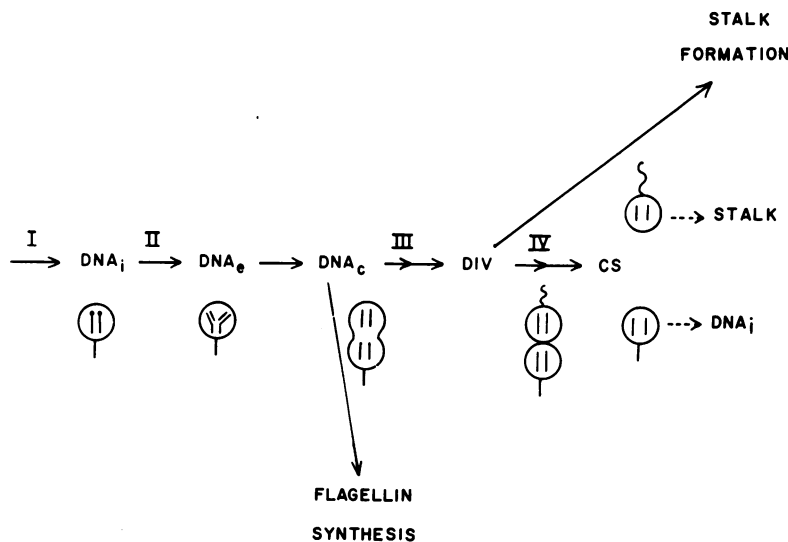 STALK
FORMATION
STALK
I II III IV
DNAi DNAe DNAc DIV CS
DNAi
FLAGELLIN
SYNTHESIS